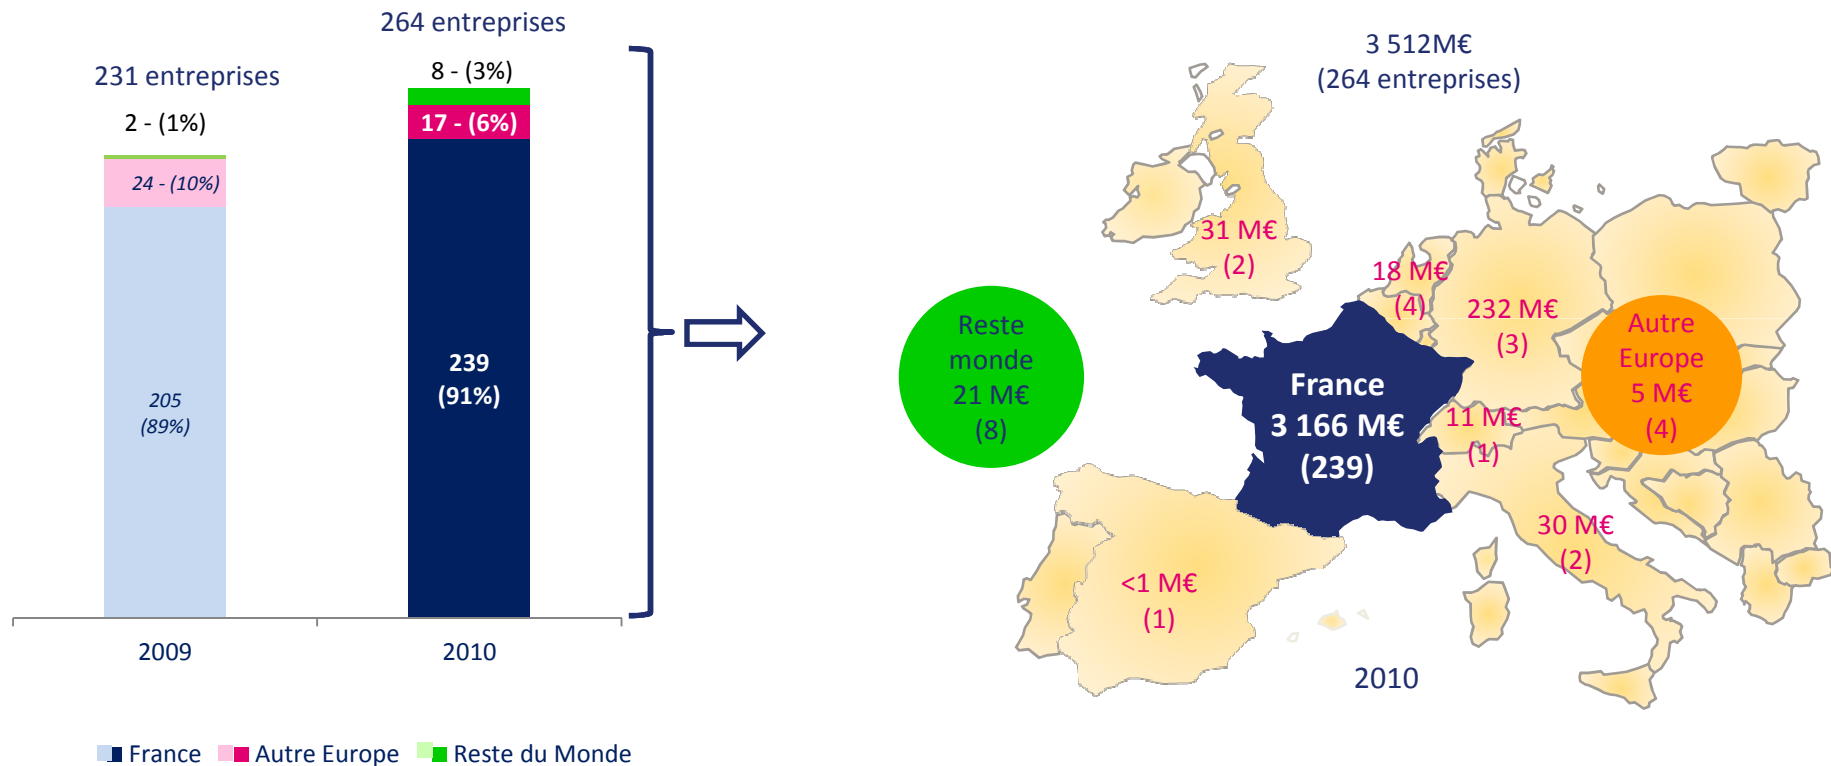 264 entreprises
231 entreprises
8 - (3%)
2 - (1%)
17 - (6%)
24 - (10%)
239
(91%)
205
(89%)
2009
2010
France
Autre Europe
Reste du Monde
3 512M€
(264 entreprises)
31 M€
(2)
18 M€
(4)
232 M€
(3)
Reste
monde
21 M€
(8)
Autre
Europe
5 M€
(4)
France
3 166 M€
(239)
11 M€
(1)
30 M€
(2)
<1 M€
(1)
2010